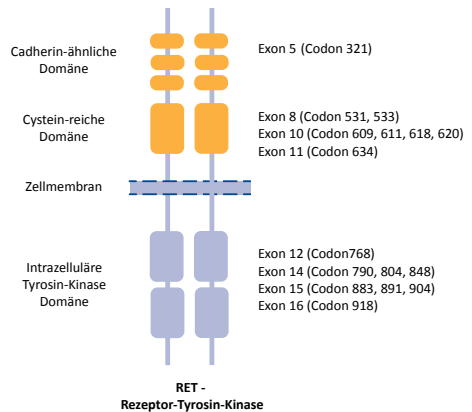 Cadherin-ähnliche
Domäne
Exon 5 (Codon 321)
Cystein-reiche
Domäne
Exon 8 (Codon 531, 533)
Exon 10 (Codon 609, 611, 618, 620)
Exon 11 (Codon 634)
Zellmembran
Intrazelluläre
Tyrosin-Kinase
Domäne
Exon 12 (Codon768)
Exon 14 (Codon 790, 804, 848)
Exon 15 (Codon 883, 891, 904)
Exon 16 (Codon 918)
RET -
Rezeptor-Tyrosin-Kinase